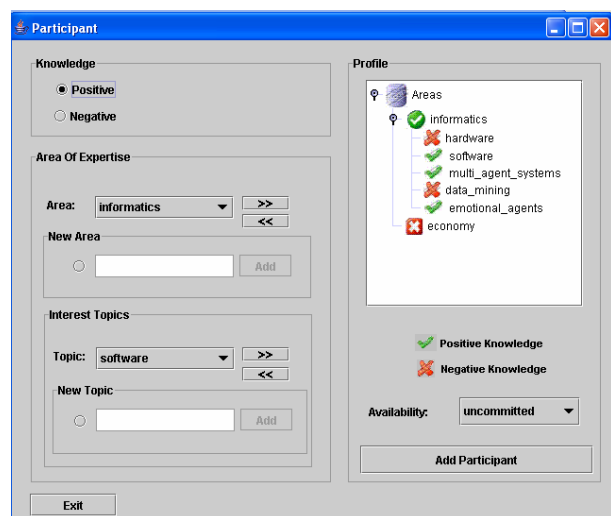 Participant
Knowledge
Positive
Negative
Area Of Expertise
Area: informatics >>
<<
New Area
Add
Interest Topics
Topic: software >>
<<
New Topic
Add
Exit
Profile
Areas
informatics
hardware
software
multi_agent_systems
data_mining
emotional_agents
economy
Positive Knowledge
Negative Knowledge
Availability: uncommitted
Add Participant